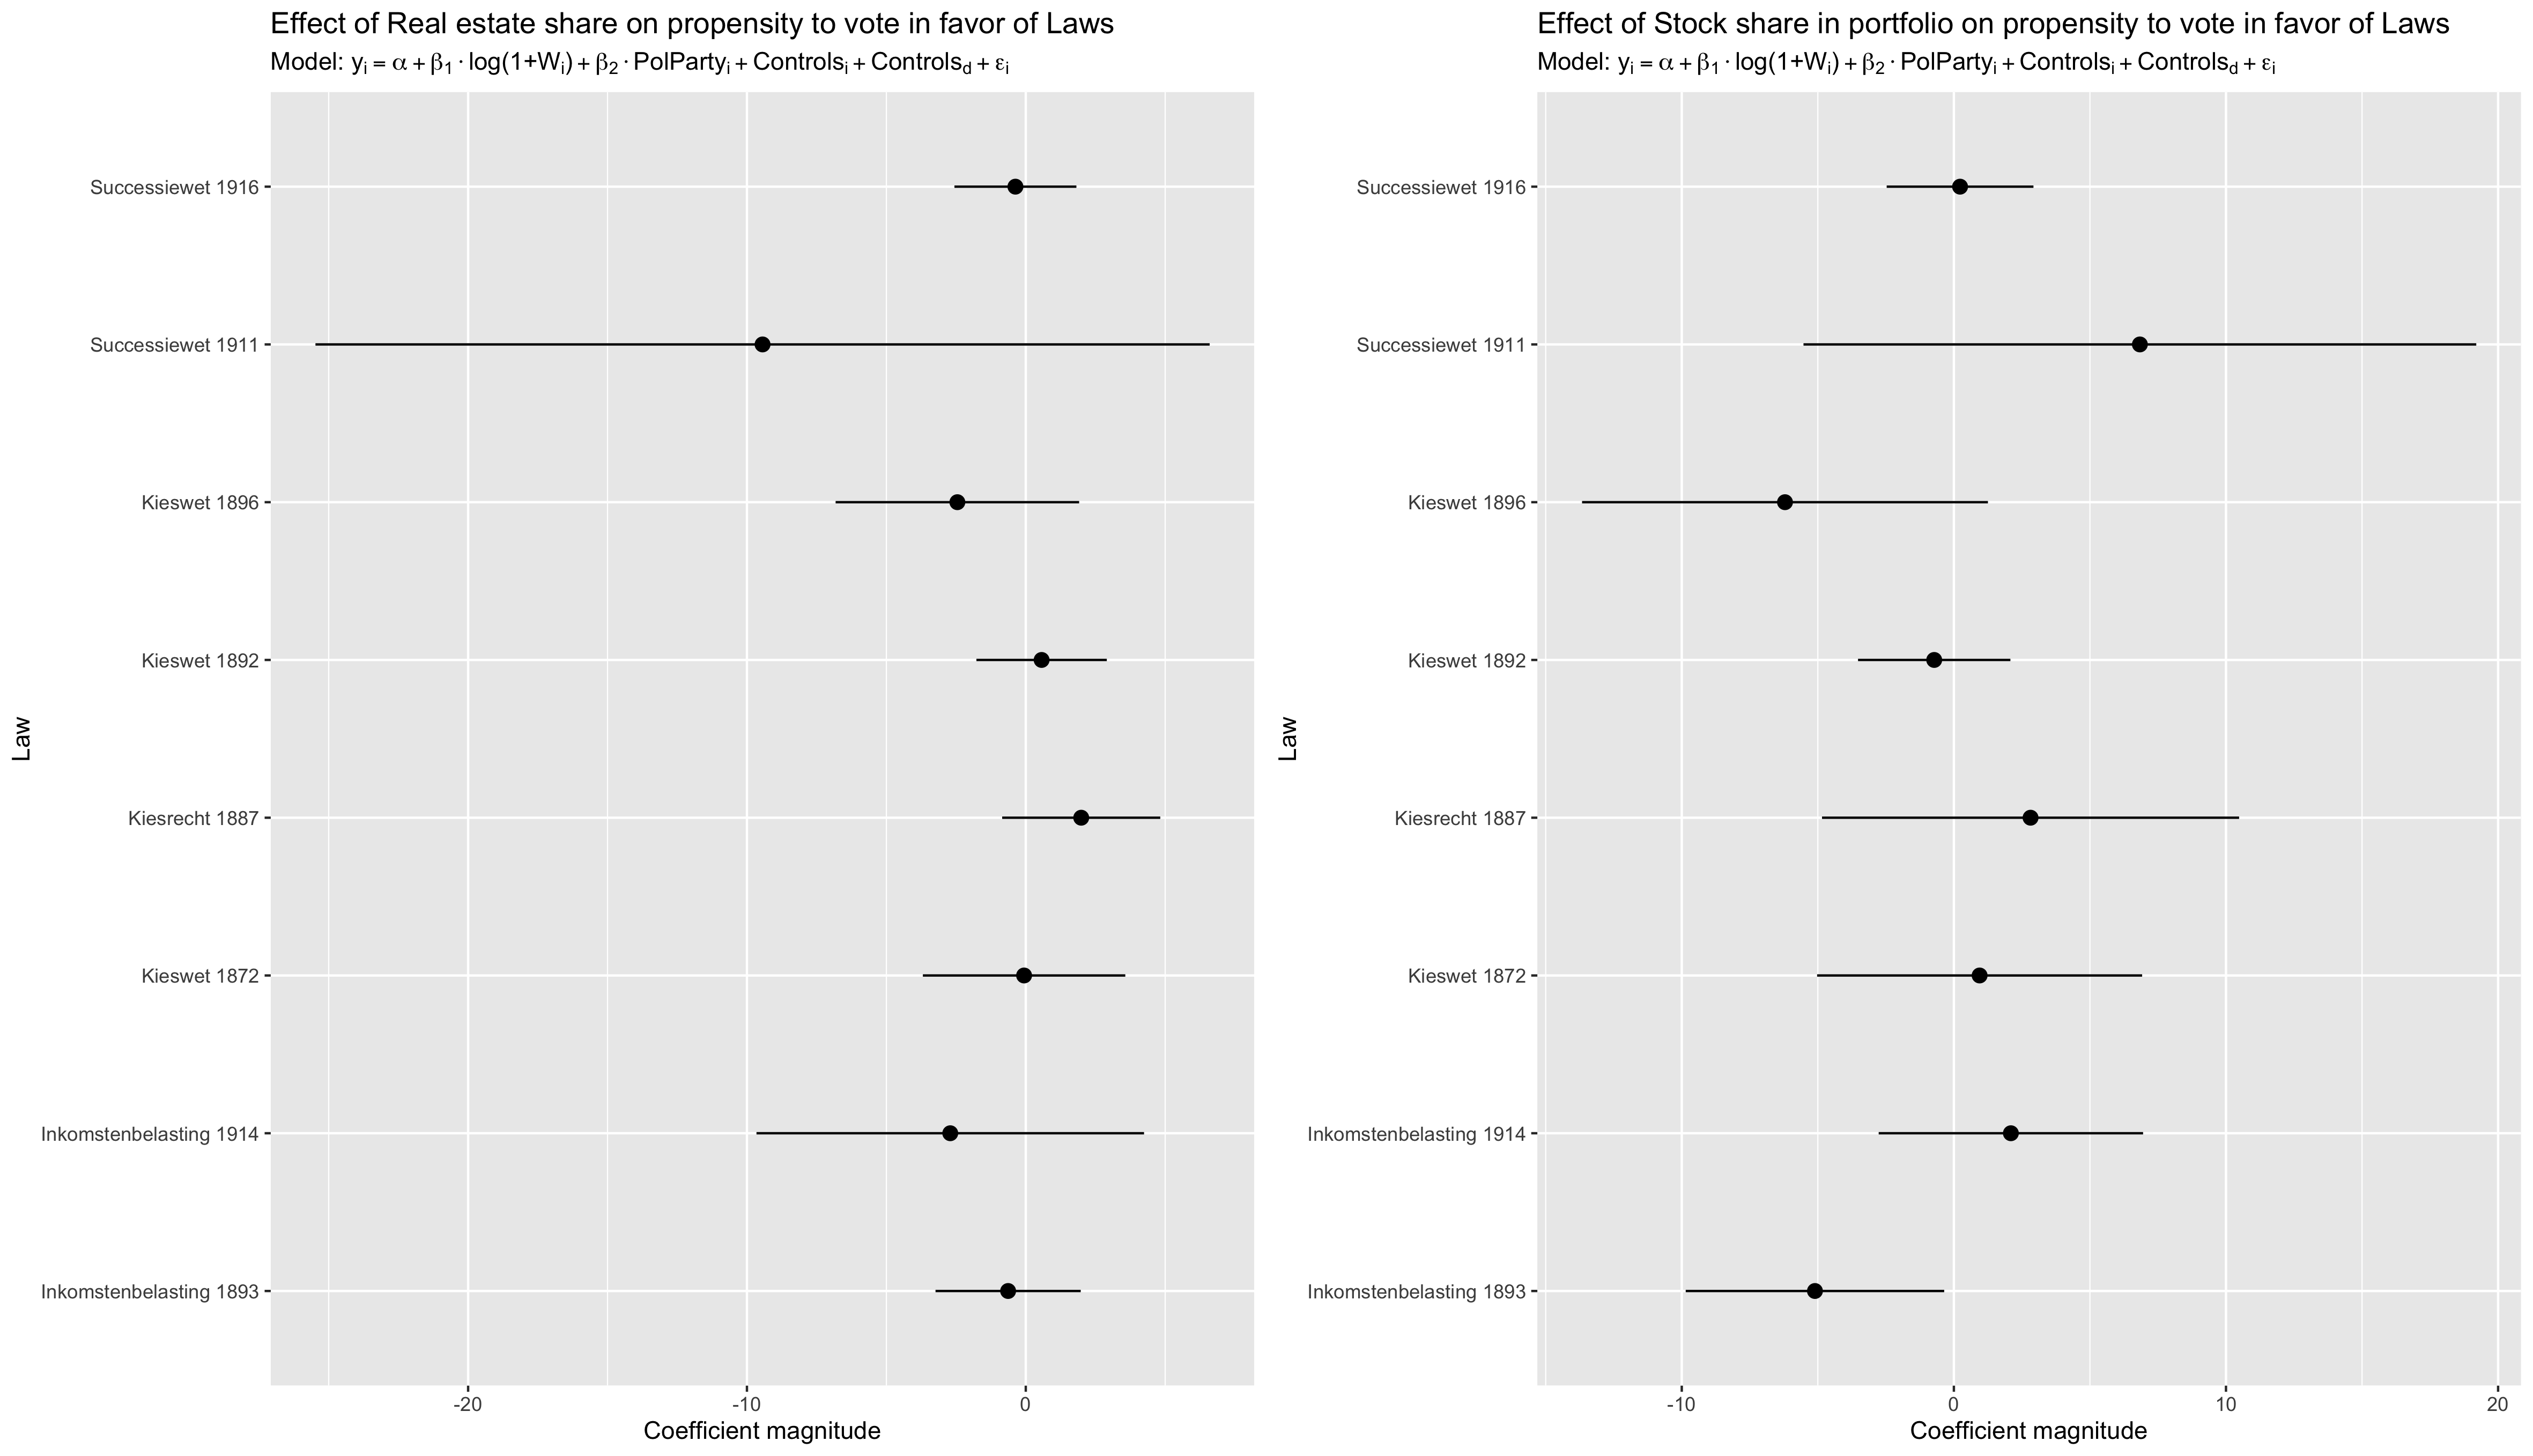 Effect of Real estate share on propensity to vote in favor of Laws
Model: yᵢ = α + β₁ · log(1+Wᵢ) + β₂ · PolPartyᵢ + Controlsᵢ + Controls_d + εᵢ
Law
Successiewet 1916
Successiewet 1911
Kieswet 1896
Kieswet 1892
Kiesrecht 1887
Kieswet 1872
Inkomstenbelasting 1914
Inkomstenbelasting 1893
-20 -10 0
Coefficient magnitude
Effect of Stock share in portfolio on propensity to vote in favor of Laws
Model: yᵢ = α + β₁ · log(1+Wᵢ) + β₂ · PolPartyᵢ + Controlsᵢ + Controls_d + εᵢ
Law
Successiewet 1916
Successiewet 1911
Kieswet 1896
Kieswet 1892
Kiesrecht 1887
Kieswet 1872
Inkomstenbelasting 1914
Inkomstenbelasting 1893
-10 0 10 20
Coefficient magnitude